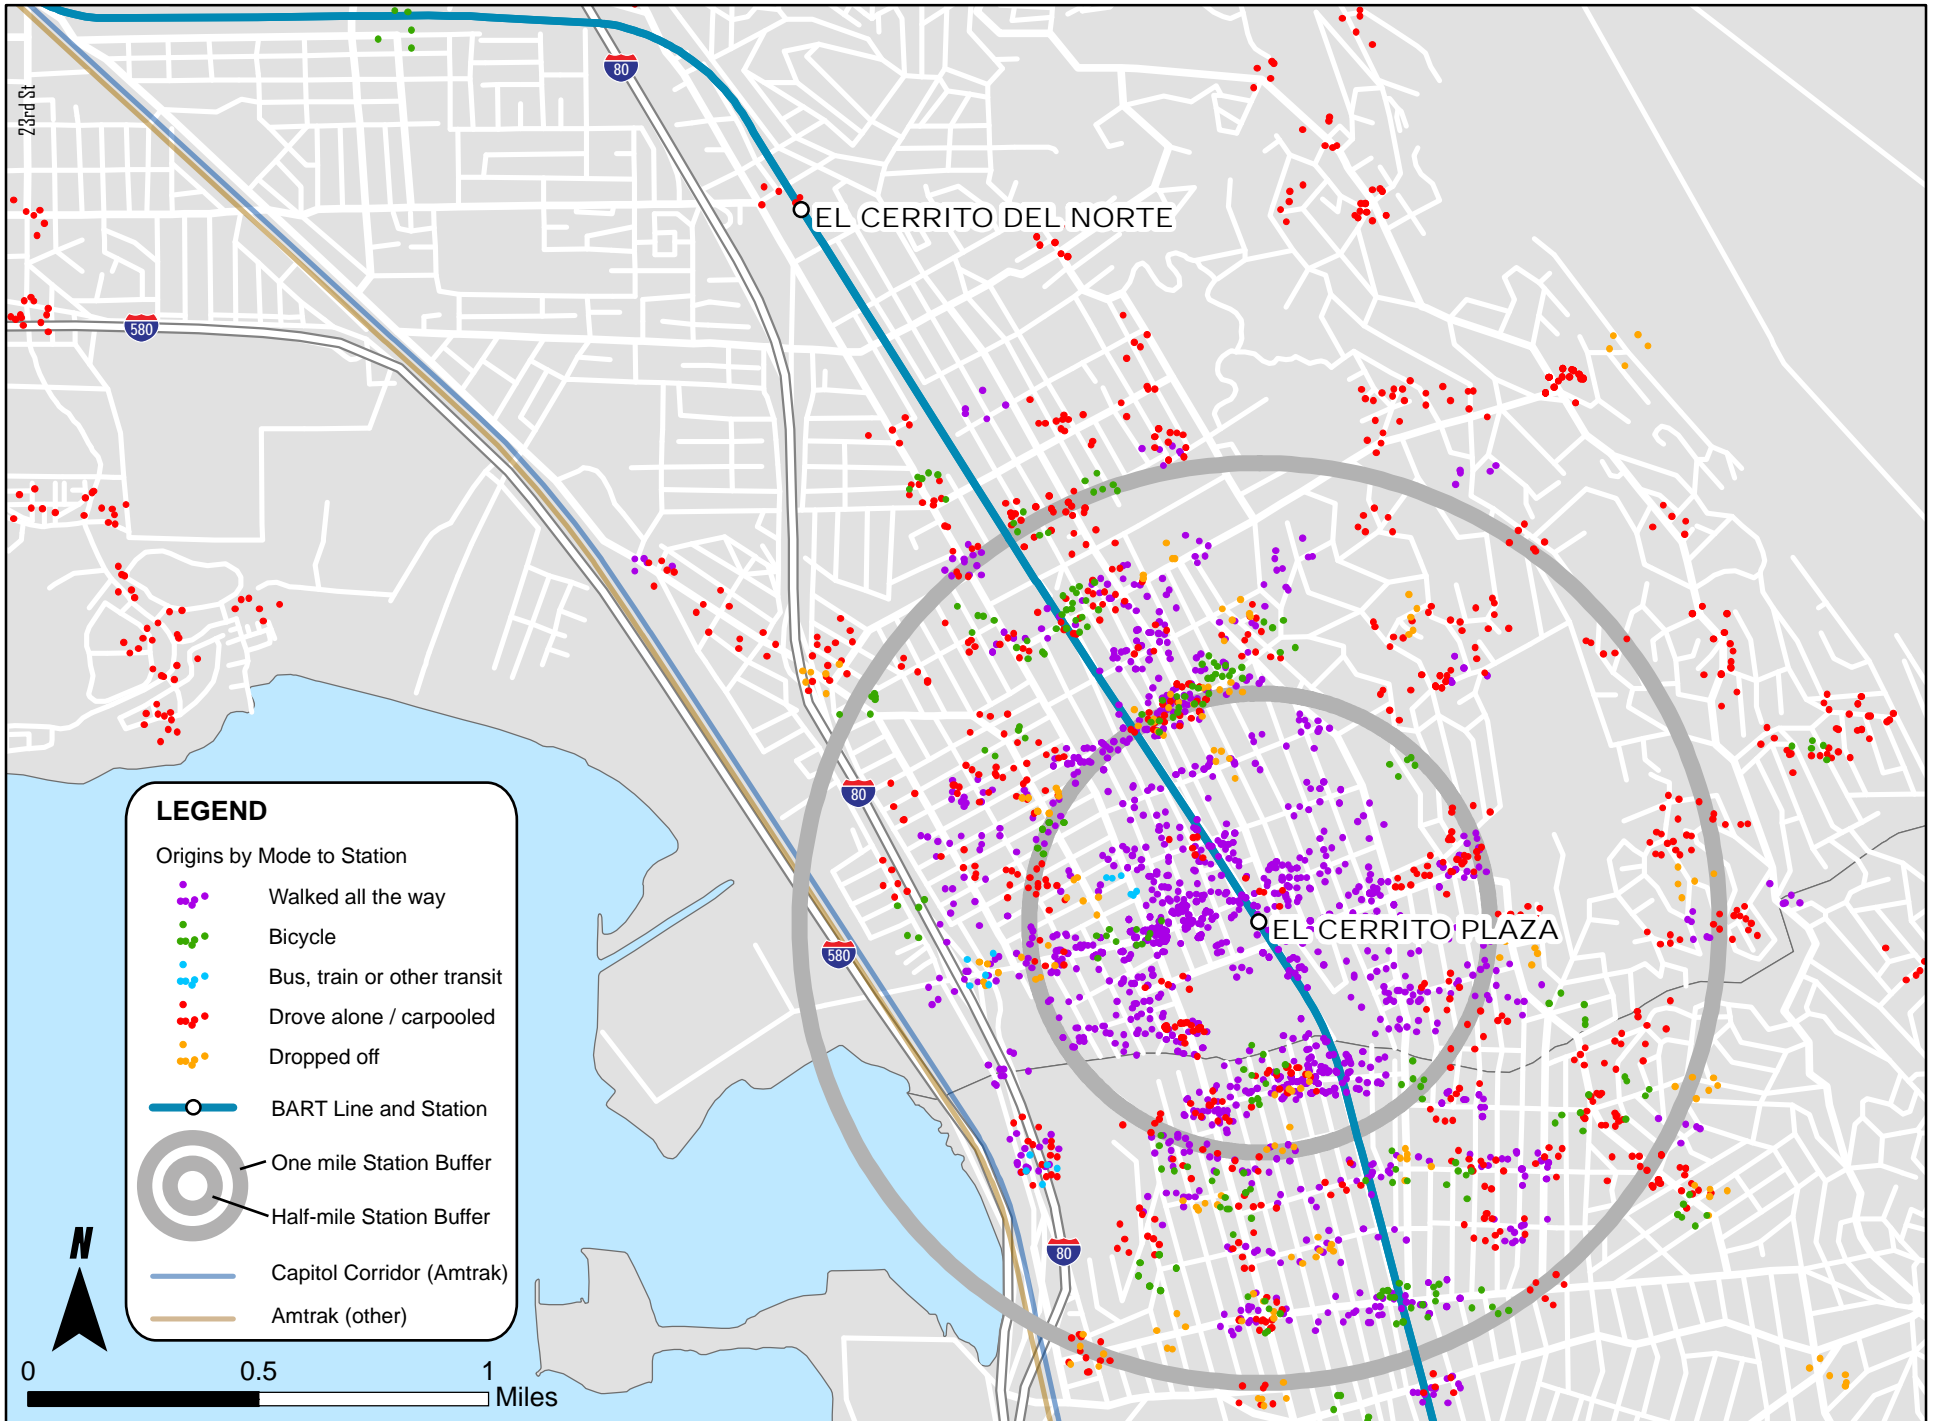 80
23rd St
EL CERRITO DEL NORTE
580
80
EL CERRITO PLAZA
580
LEGEND
Origins by Mode to Station
Walked all the way
Bicycle
Bus, train or other transit
Drove alone / carpooled
Dropped off
BART Line and Station
One mile Station Buffer
Half-mile Station Buffer
Capitol Corridor (Amtrak)
Amtrak (other)
80
N
0 0.5 1
Miles